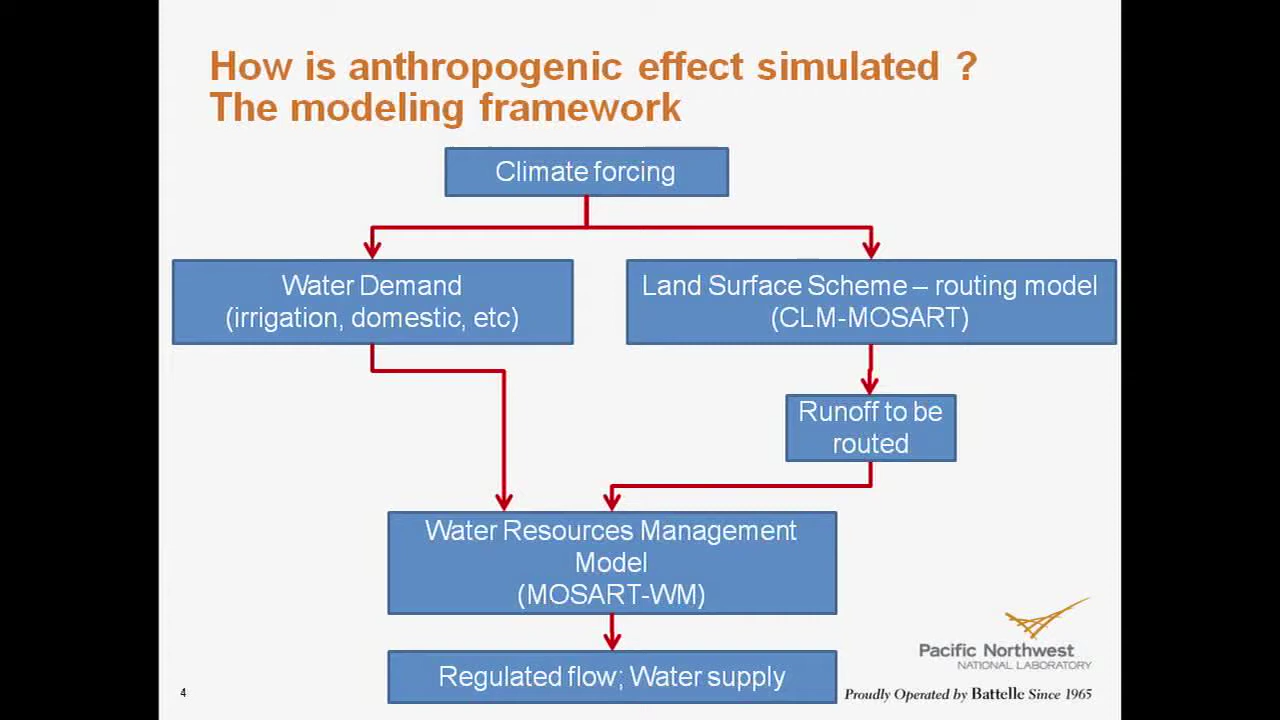 How is anthropogenic effect simulated ?
The modeling framework
Climate forcing
Water Demand
(irrigation, domestic, etc)
Land Surface Scheme – routing model
(CLM-MOSART)
Runoff to be
routed
Water Resources Management
Model
(MOSART-WM)
Regulated flow; Water supply
Pacific Northwest
NATIONAL LABORATORY
Proudly Operated by Battelle Since 1965
4